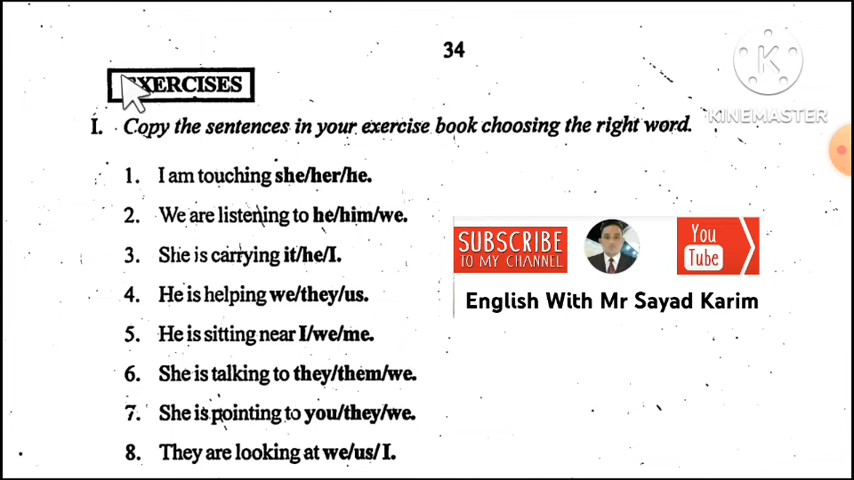 34
KINEMASTER
EXERCISES
I. Copy the sentences in your exercise book choosing the right word.
1. I am touching she/her/he.
2. We are listening to he/him/we.
3. She is carrying it/he/I.
4. He is helping we/they/us.
5. He is sitting near I/we/me.
6. She is talking to they/them/we.
7. She is pointing to you/they/we.
8. They are looking at we/us/ I.
SUBSCRIBE
TO MY CHANNEL
You
Tube
English With Mr Sayad Karim